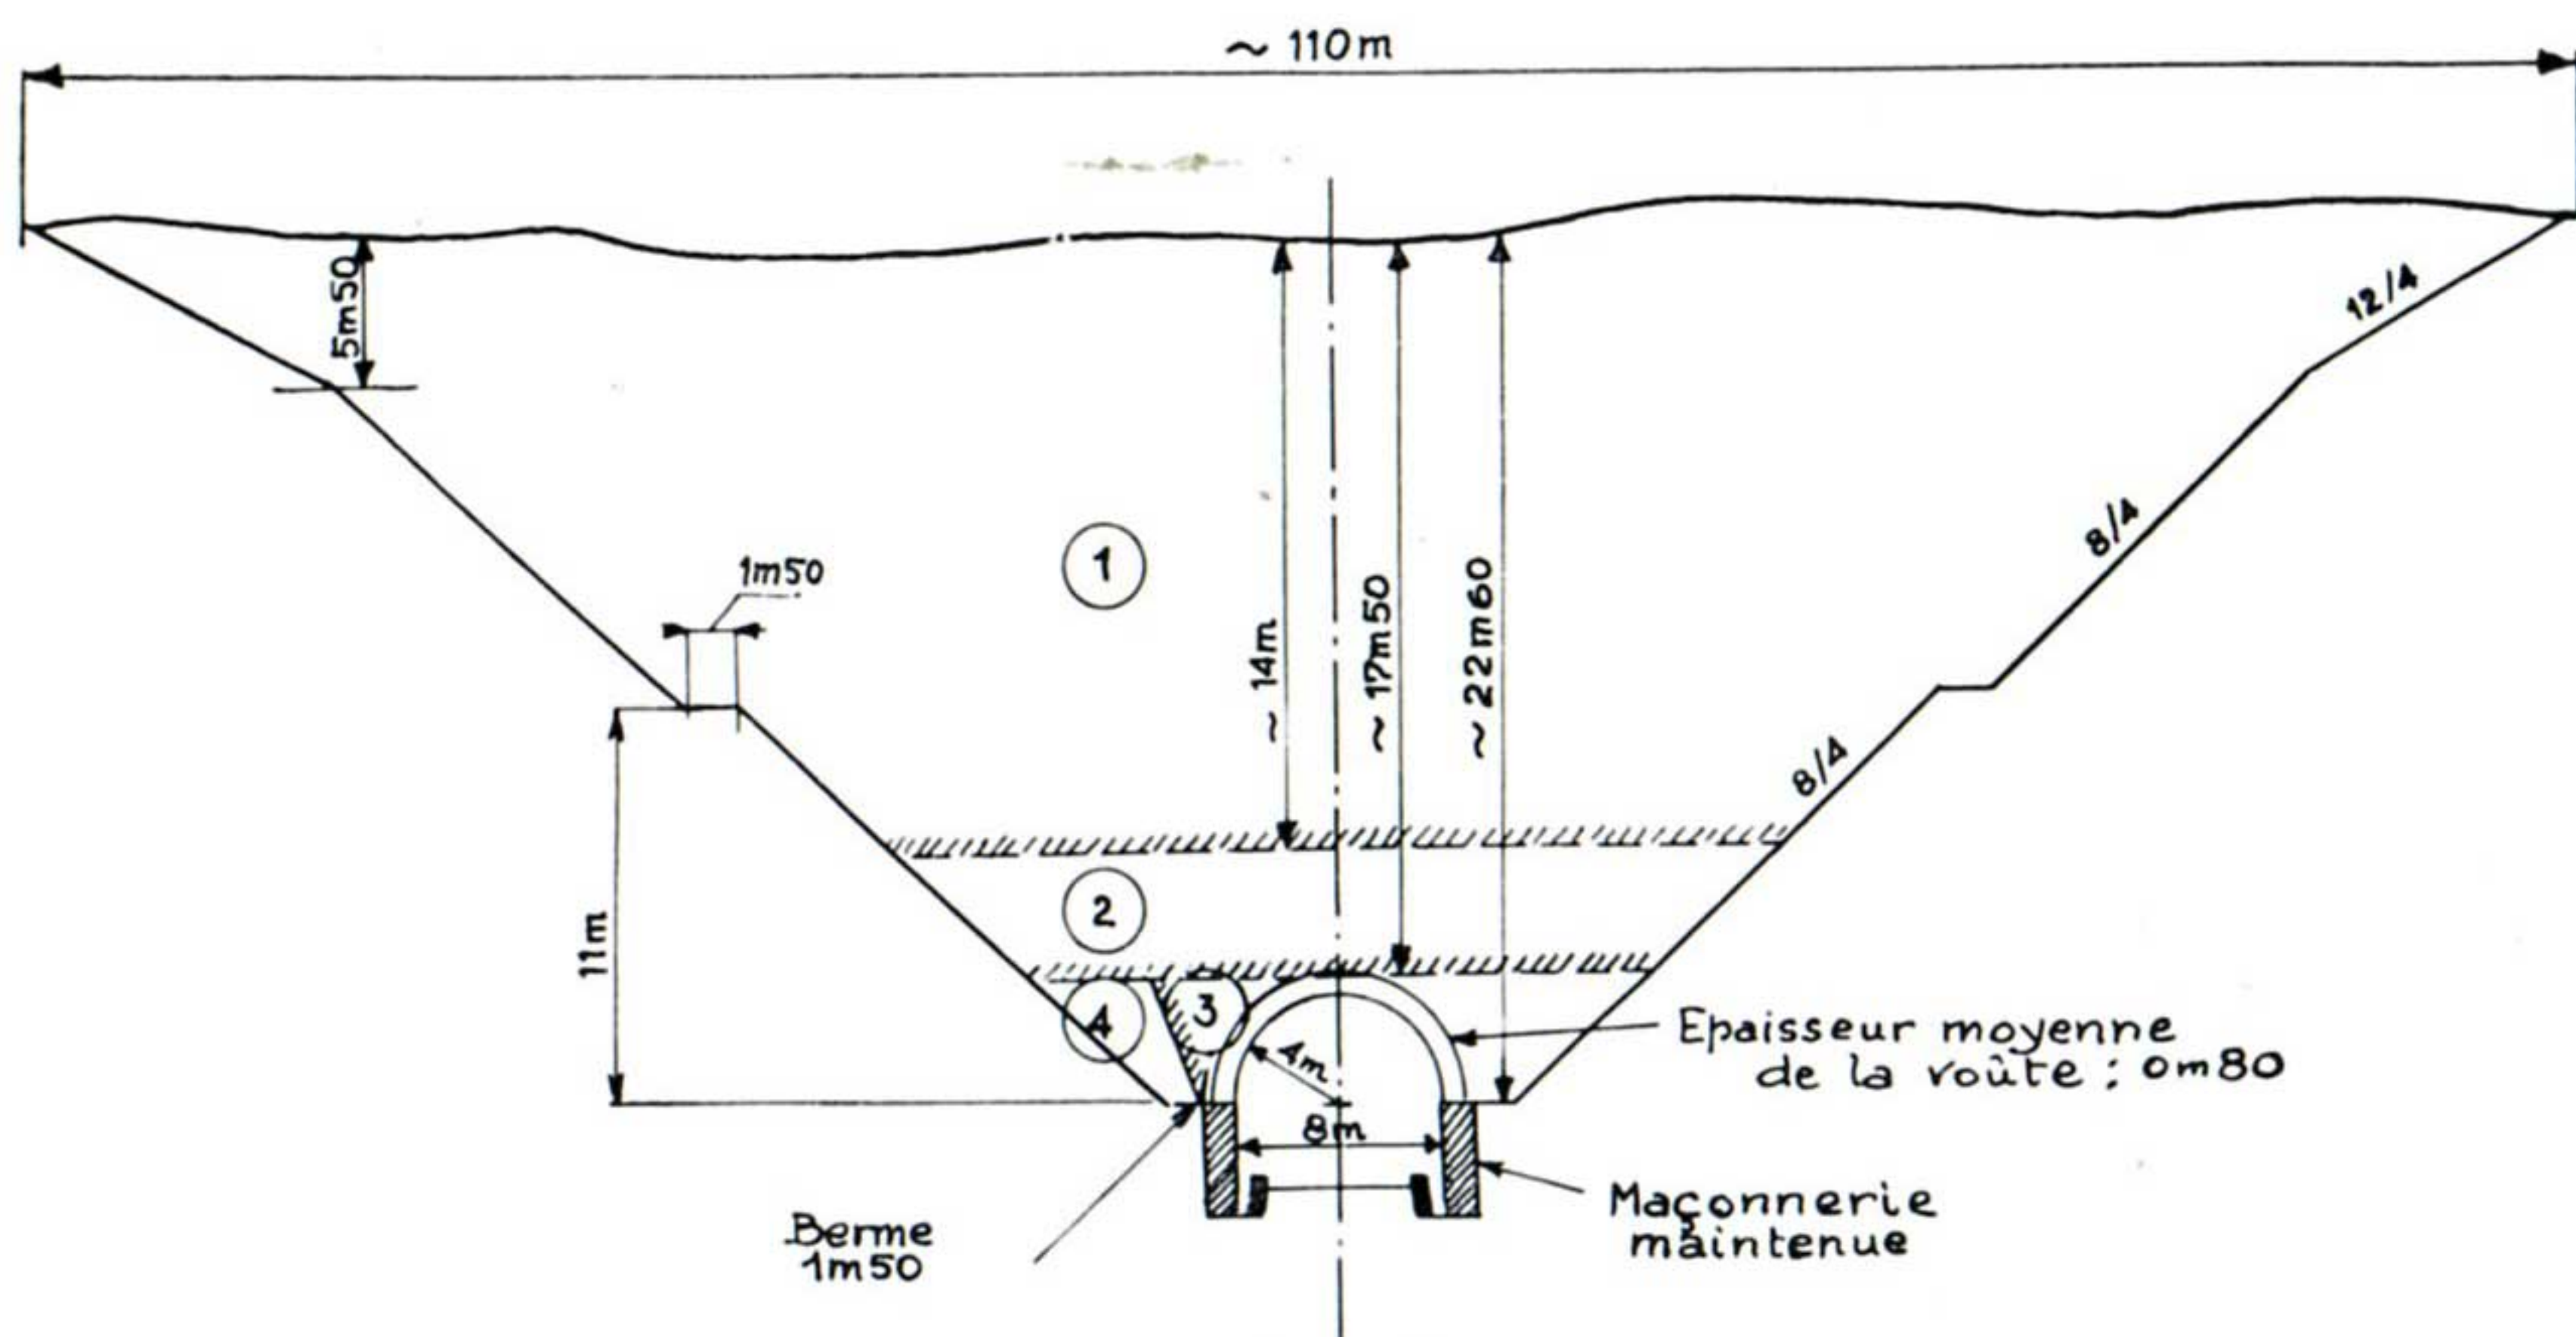 ~ 110m
5m50
12/4
8/4
1m50
1
~ 14m
~ 17m50
~ 22m60
8/4
2
11m
3
4
4m
Epaisseur moyenne
de la voûte : 0m80
8m
Maçonnerie
maintenue
Berme
1m50